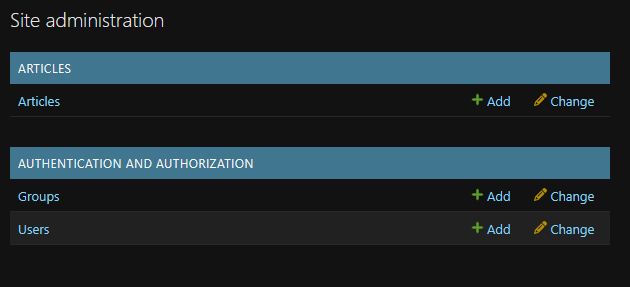 Site administration
ARTICLES
Articles Add Change
AUTHENTICATION AND AUTHORIZATION
Groups Add Change
Users Add Change